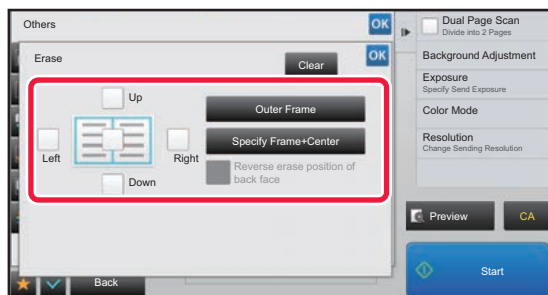 Others
OK
Erase
Clear
OK
Up
Left
Right
Down
Outer Frame
Specify Frame+Center
Reverse erase position of
back face
Back
Dual Page Scan
Divide into 2 Pages
Background Adjustment
Exposure
Specify Send Exposure
Color Mode
Resolution
Change Sending Resolution
Preview
CA
Start